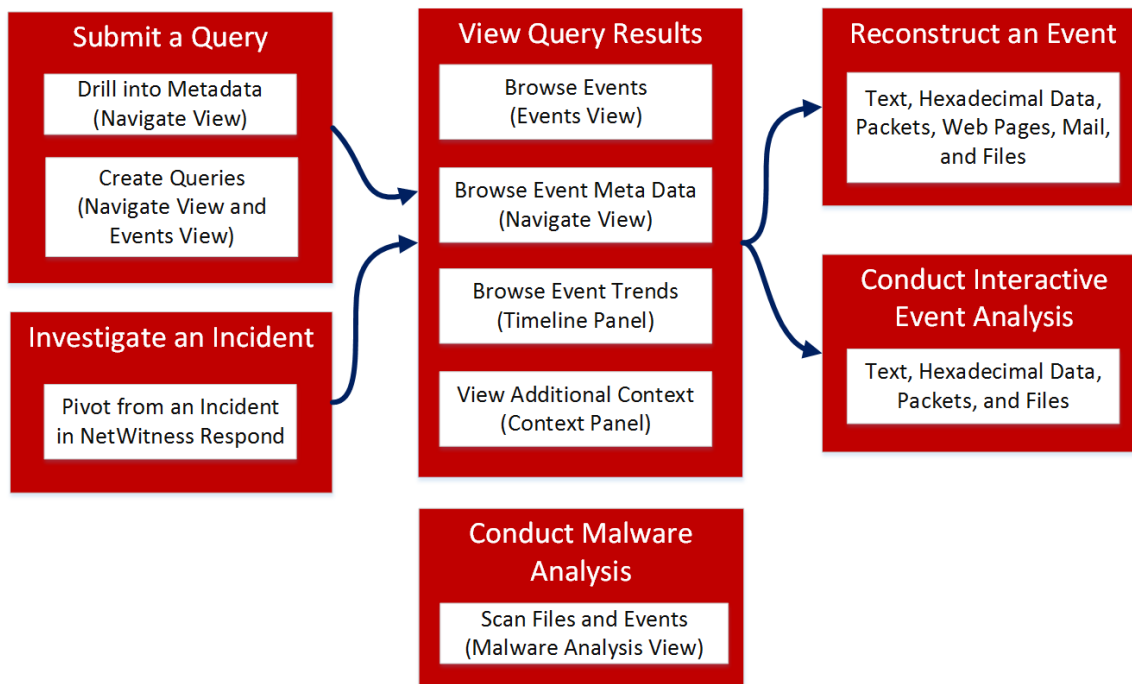 Submit a Query
Drill into Metadata
(Navigate View)
Create Queries
(Navigate View and
Events View)
Investigate an Incident
Pivot from an Incident
in NetWitness Respond
View Query Results
Browse Events
(Events View)
Browse Event Meta Data
(Navigate View)
Browse Event Trends
(Timeline Panel)
View Additional Context
(Context Panel)
Conduct Malware
Analysis
Scan Files and Events
(Malware Analysis View)
Reconstruct an Event
Text, Hexadecimal Data,
Packets, Web Pages, Mail,
and Files
Conduct Interactive
Event Analysis
Text, Hexadecimal Data,
Packets, and Files